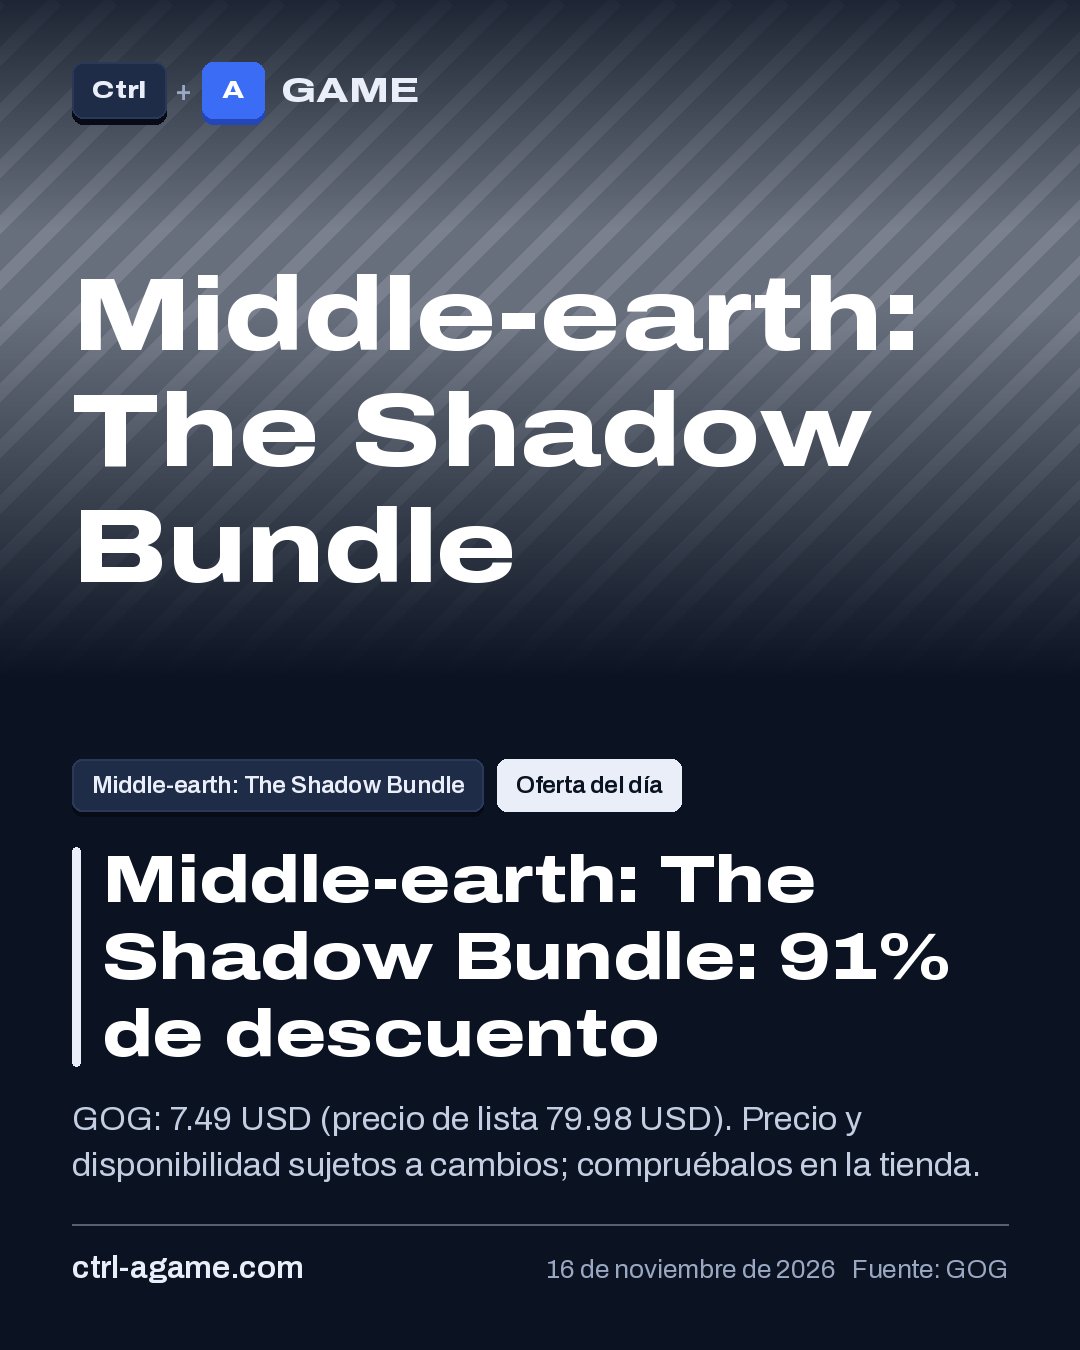 Ctrl + A GAME
Middle-earth:
The Shadow
Bundle
Middle-earth: The Shadow Bundle Oferta del día
Middle-earth: The
Shadow Bundle: 91%
de descuento
GOG: 7.49 USD (precio de lista 79.98 USD). Precio y
disponibilidad sujetos a cambios; compruébalos en la tienda.
ctrl-agame.com 16 de noviembre de 2026 Fuente: GOG